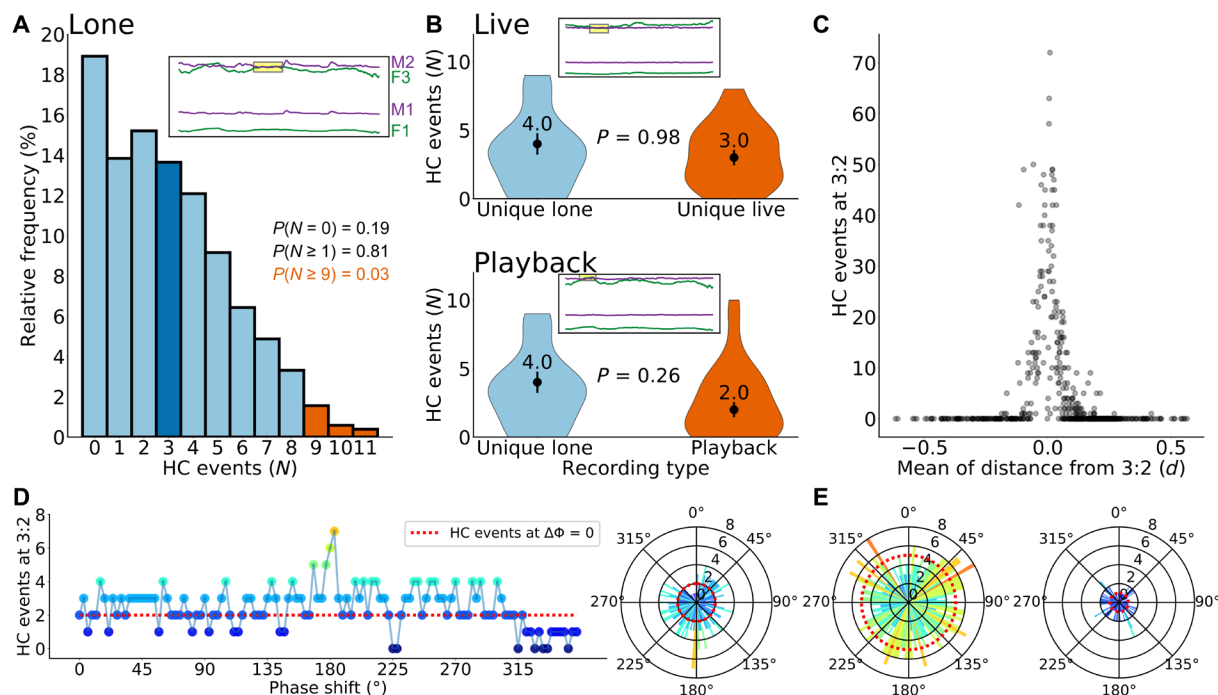 A Lone
20
18
16
14
12
10
8
6
4
2
0
Relative frequency (%)
M2
F3
M1
F1
P(N = 0) = 0.19
P(N ≥ 1) = 0.81
P(N ≥ 9) = 0.03
0 1 2 3 4 5 6 7 8 9 10 11
HC events (N)
B Live
10
5
0
HC events (N)
4.0
P = 0.98
3.0
Unique lone
Unique live
Playback
10
5
0
HC events (N)
4.0
P = 0.26
2.0
Unique lone
Playback
Recording type
C
70
60
50
40
30
20
10
0
HC events at 3:2
−0.5 0.0 0.5
Mean of distance from 3:2 (d)
D
8
6
4
2
0
HC events at 3:2
HC events at ΔΦ = 0
0 45 90 135 180 225 270 315
Phase shift (°)
0°
315° 45°
8
6
4
2
0
270° 90°
225° 135°
180°
E
0°
315° 45°
8
6
4
2
0
270° 90°
225° 135°
180°
0°
315° 45°
8
6
4
2
0
270° 90°
225° 135°
180°